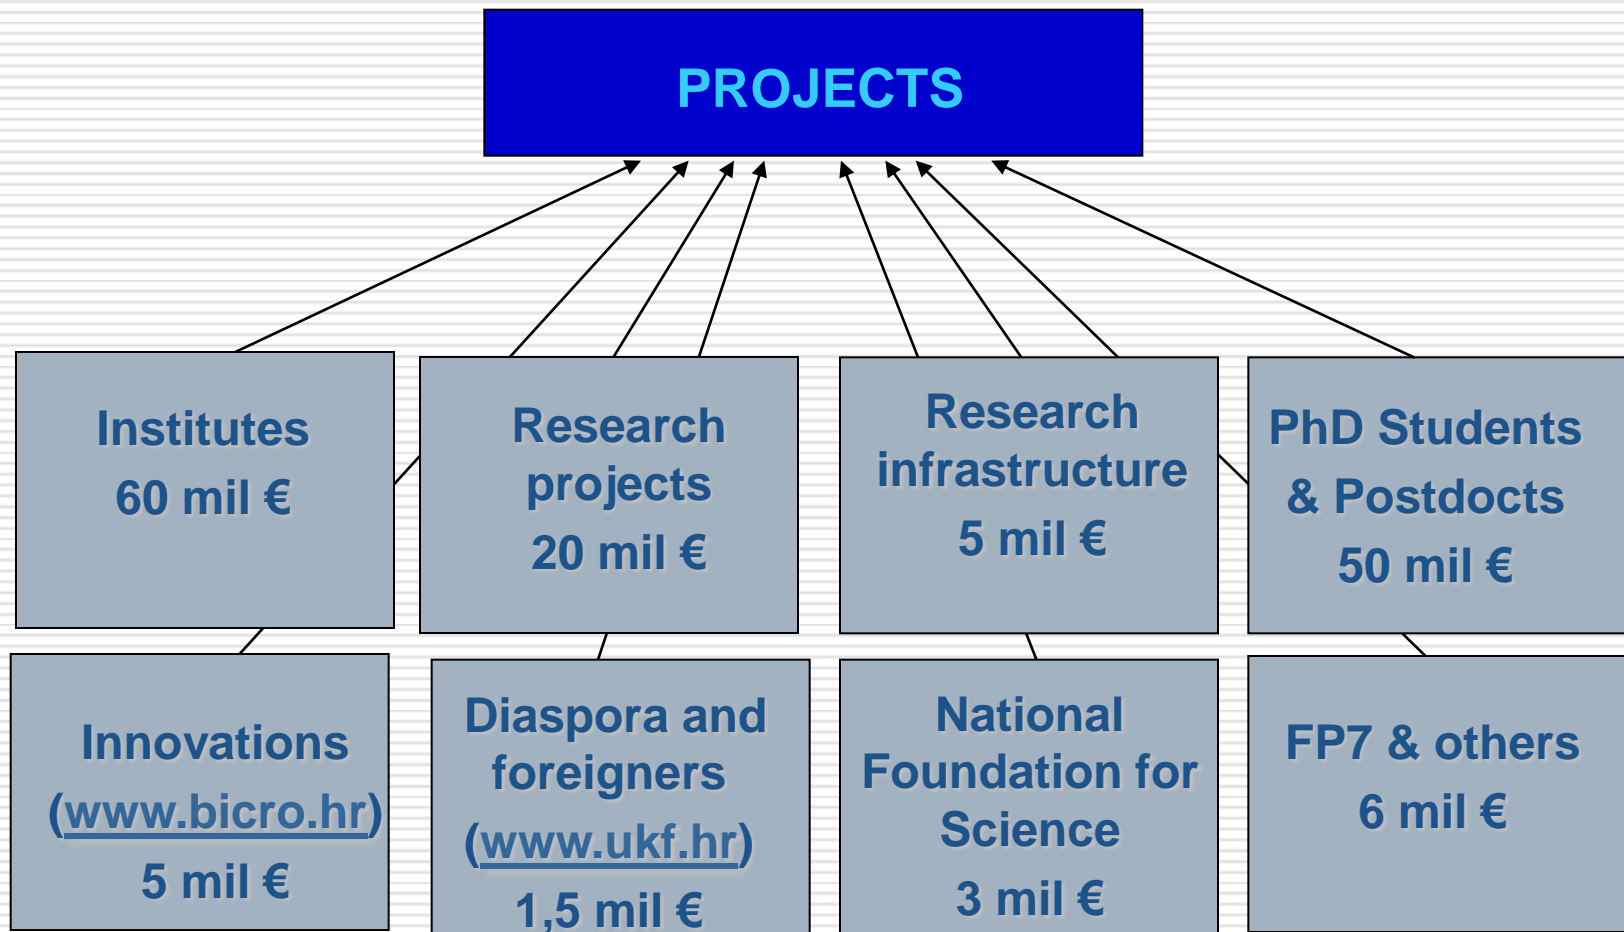 PROJECTS
Institutes
60 mil €
Research
projects
20 mil €
Research
infrastructure
5 mil €
PhD Students
& Postdocts
50 mil €
Innovations
(www.bicro.hr)
5 mil €
Diaspora and
foreigners
(www.ukf.hr)
1,5 mil €
National
Foundation for
Science
3 mil €
FP7 & others
6 mil €